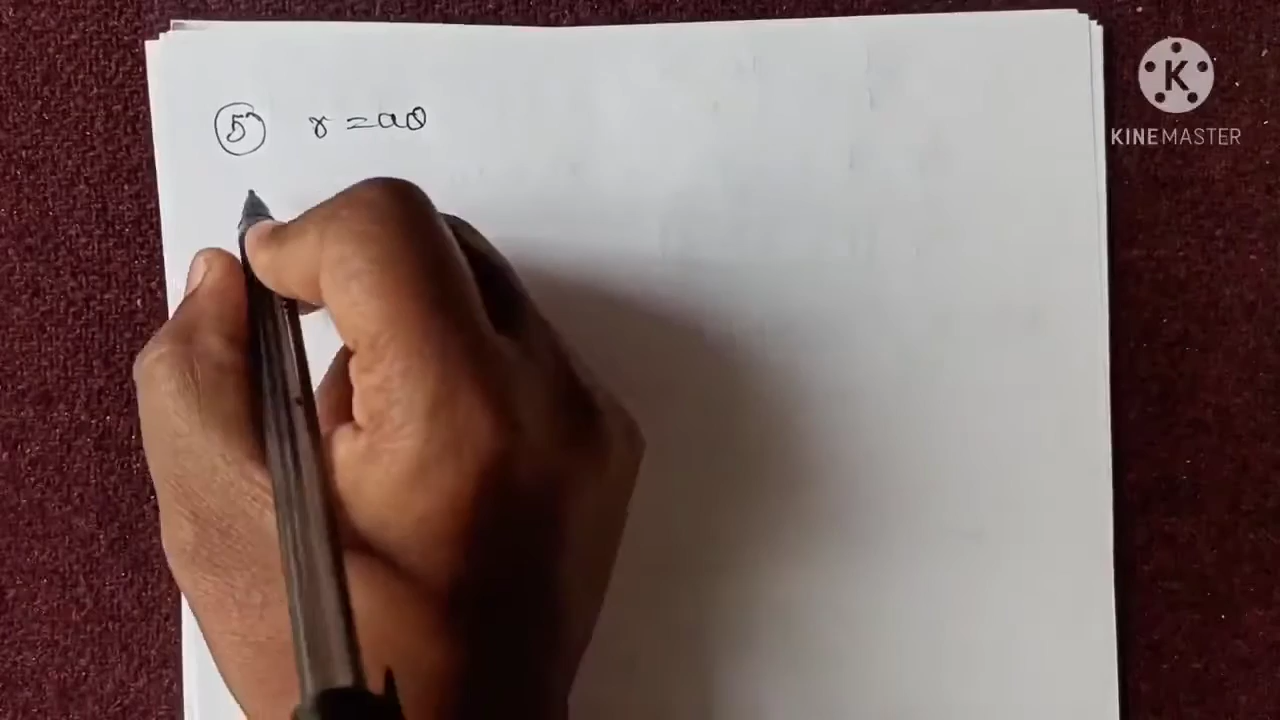 ⑤ r = aθ
K
KINEMASTER